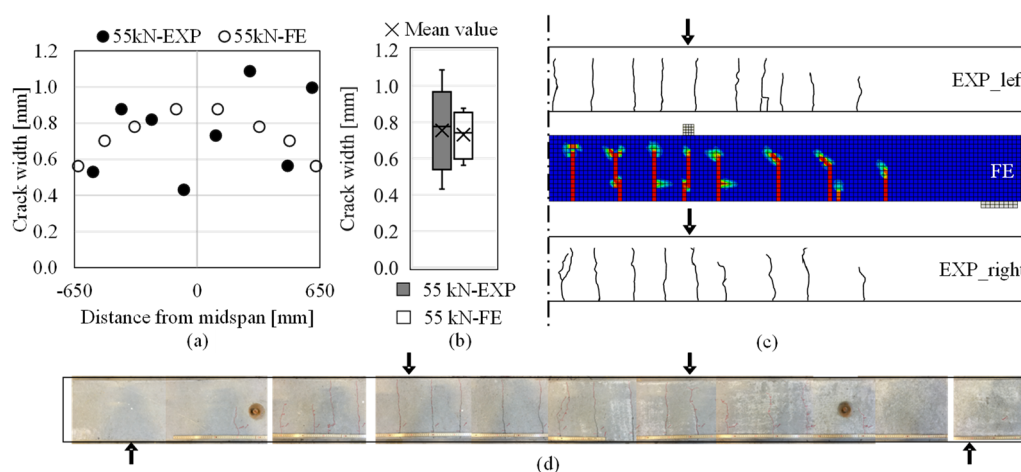 55kN-EXP 55kN-FE
Crack width [mm]
1.2
1.0
0.8
0.6
0.4
0.2
0.0
-650 0 650
Distance from midspan [mm]
(a)
Mean value
Crack width [mm]
1.2
1.0
0.8
0.6
0.4
0.2
0.0
55 kN-EXP
55 kN-FE
(b)
EXP_left
FE
EXP_right
(c)
(d)